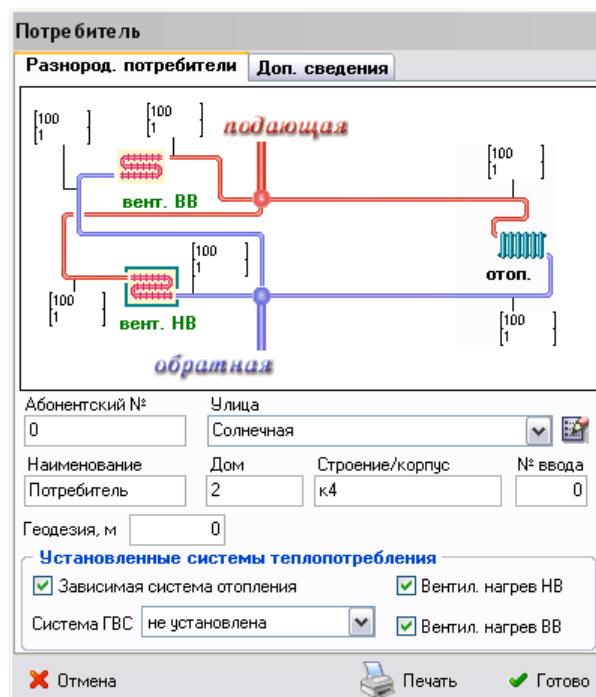 Потребитель
Разнород. потребители Доп. сведения
[100 1] [100 1] подающая
[100 1]
вент. ВВ
[100 1]
отоп.
[100 1]
вент. НВ
[100 1]
обратная
Абонентский № Улица
0 Солнечная
Наименование Дом Строение/корпус № ввода
Потребитель 2 к4 0
Геодезия, м 0
Установленные системы теплопотребления
Зависимая система отопления Вентил. нагрев НВ
Система ГВС не установлена Вентил. нагрев ВВ
Отмена Печать Готово